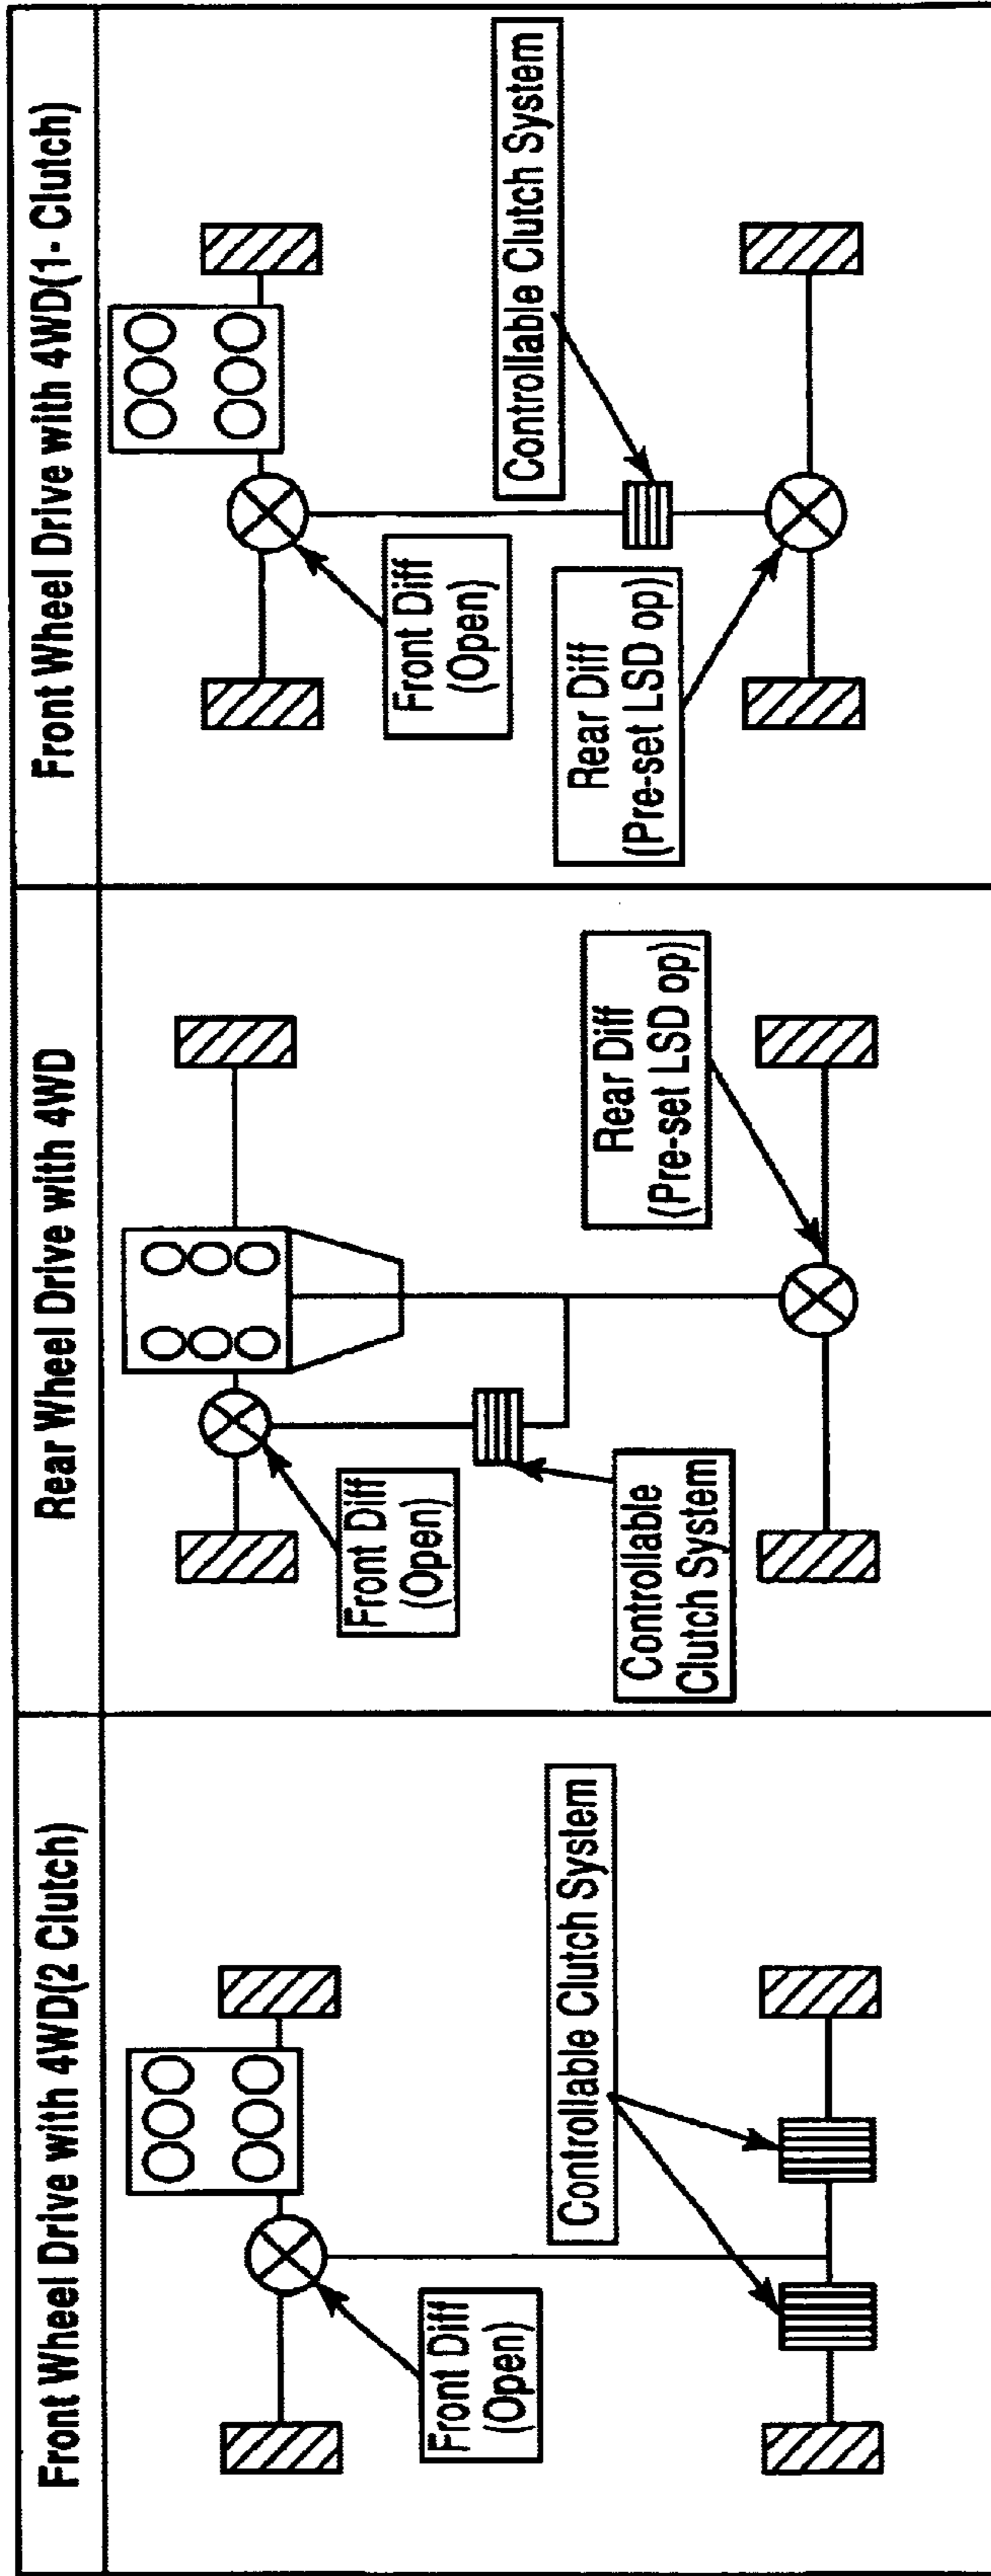 Front Wheel Drive with 4WD(2 Clutch)
Front Diff
(Open)
Controllable Clutch System
Rear Wheel Drive with 4WD
Front Diff
(Open)
Controllable
Clutch System
Rear Diff
(Pre-set LSD op)
Front Wheel Drive with 4WD(1- Clutch)
Front Diff
(Open)
Controllable Clutch System
Rear Diff
(Pre-set LSD op)